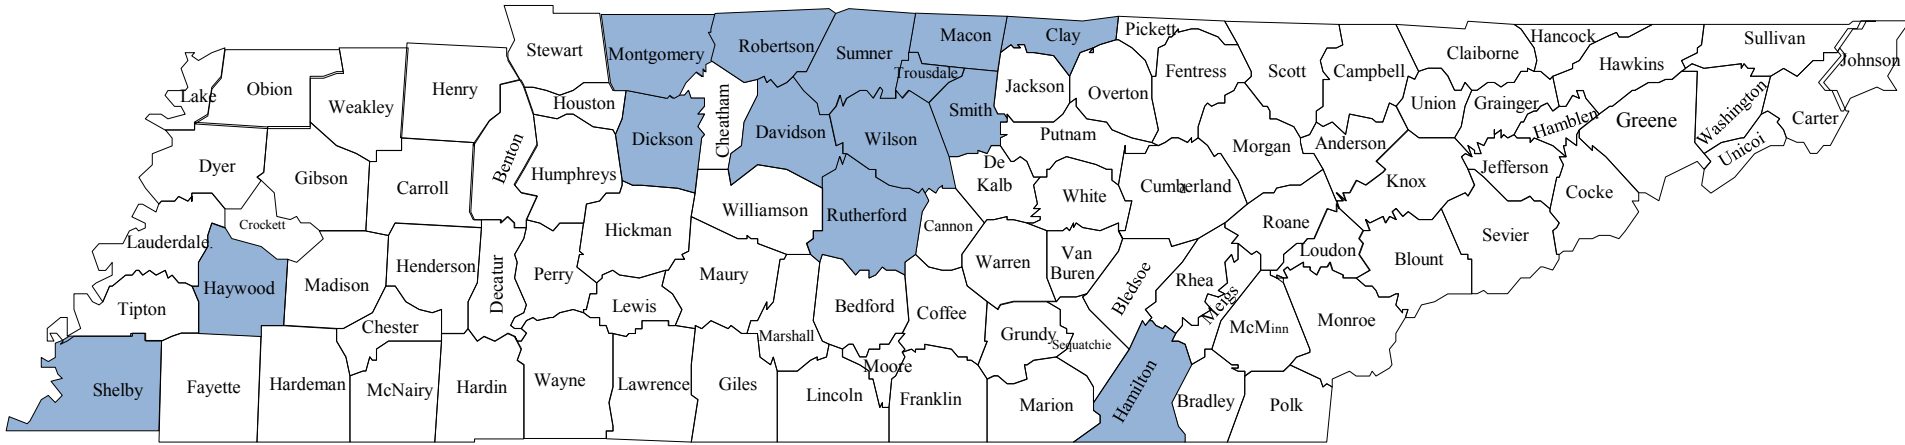 Stewart
Montgomery
Robertson
Sumner
Macon
Clay
Pickett
Fentress
Scott
Campbell
Claiborne
Hancock
Hawkins
Sullivan
Johnson
Lake
Obion
Weakley
Henry
Houston
Cheatham
Trousdale
Smith
Jackson
Overton
Union
Grainger
Hamblen
Greene
Washington
Unicoi
Carter
Dyer
Gibson
Carroll
Benton
Humphreys
Dickson
Davidson
Wilson
De
Kalb
Putnam
White
Cumberland
Morgan
Anderson
Knox
Jefferson
Cocke
Sevier
Lauderdale.
Crockett
Haywood
Madison
Henderson
Decatur
Perry
Hickman
Williamson
Rutherford
Cannon
Warren
Van
Buren
Bledsoe
Rhea
Meigs
Roane
Loudon
Blount
Tipton
Chester
Lewis
Maury
Marshall
Bedford
Coffee
Grundy
Sequatchie
McMinn
Monroe
Shelby
Fayette
Hardeman
McNairy
Hardin
Wayne
Lawrence
Giles
Lincoln
Moore
Franklin
Marion
Hamilton
Bradley
Polk